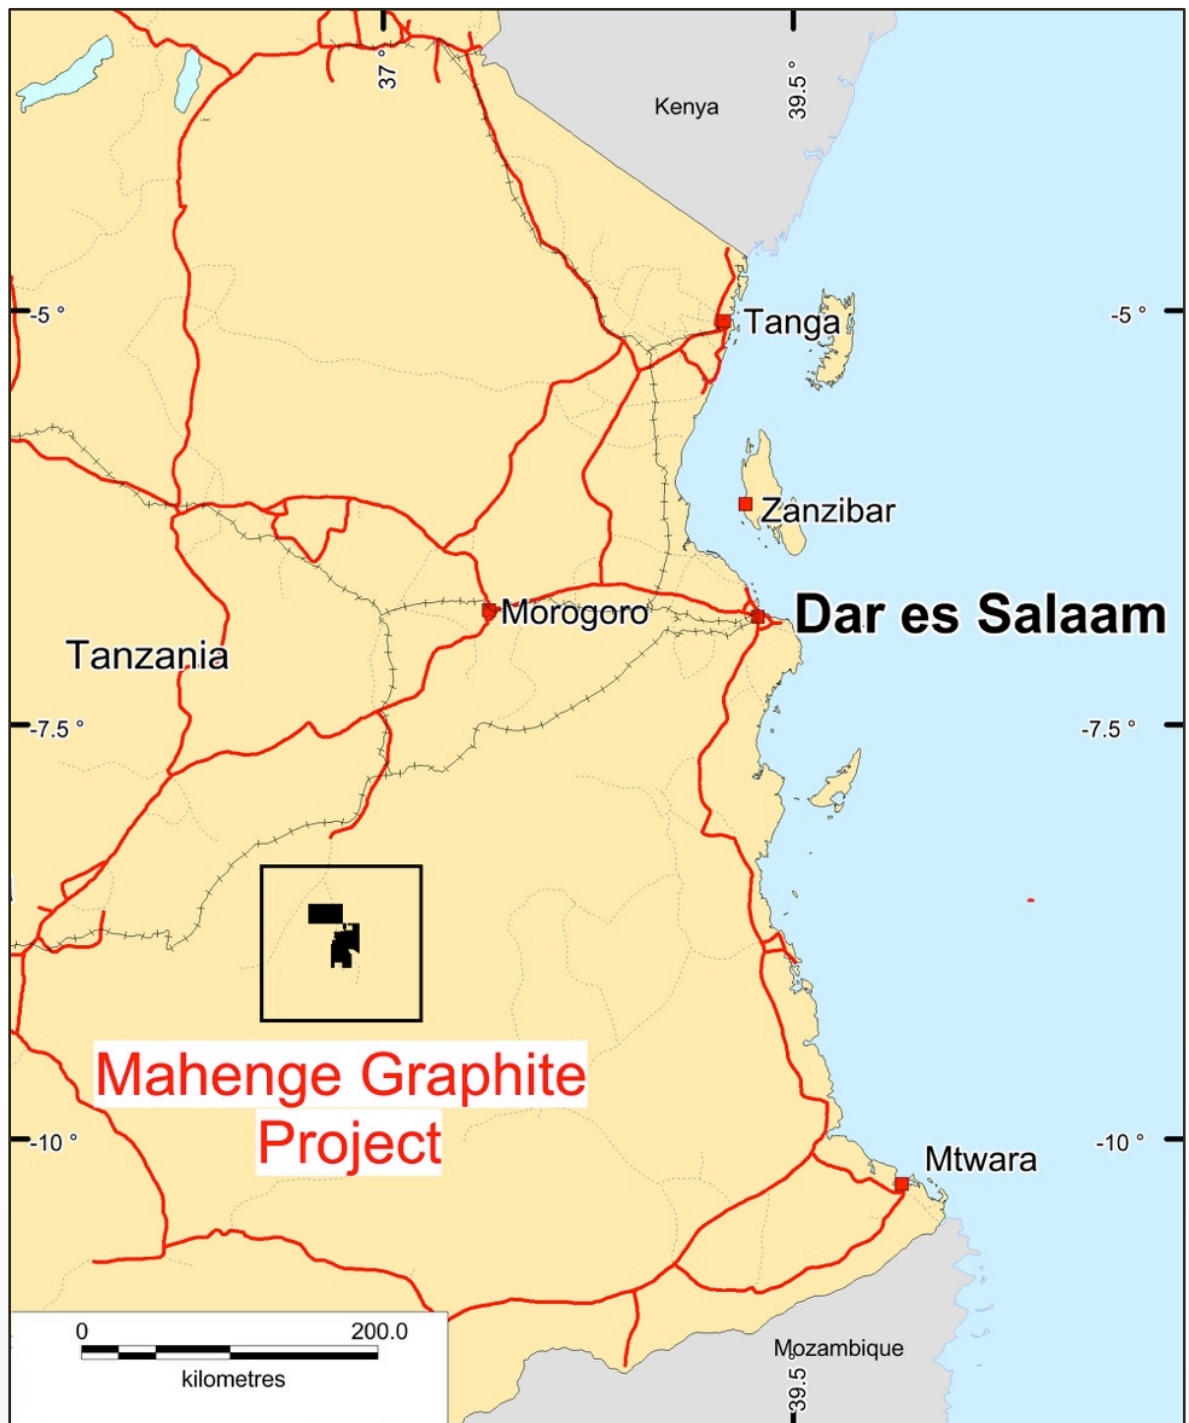 37 °
39.5 °
Kenya
-5 °
-5 °
Tanga
Zanzibar
Morogoro
Dar es Salaam
Tanzania
-7.5 °
-7.5 °
Mahenge Graphite
Project
-10 °
-10 °
Mtwara
0
200.0
kilometres
Mozambique
39.5 °